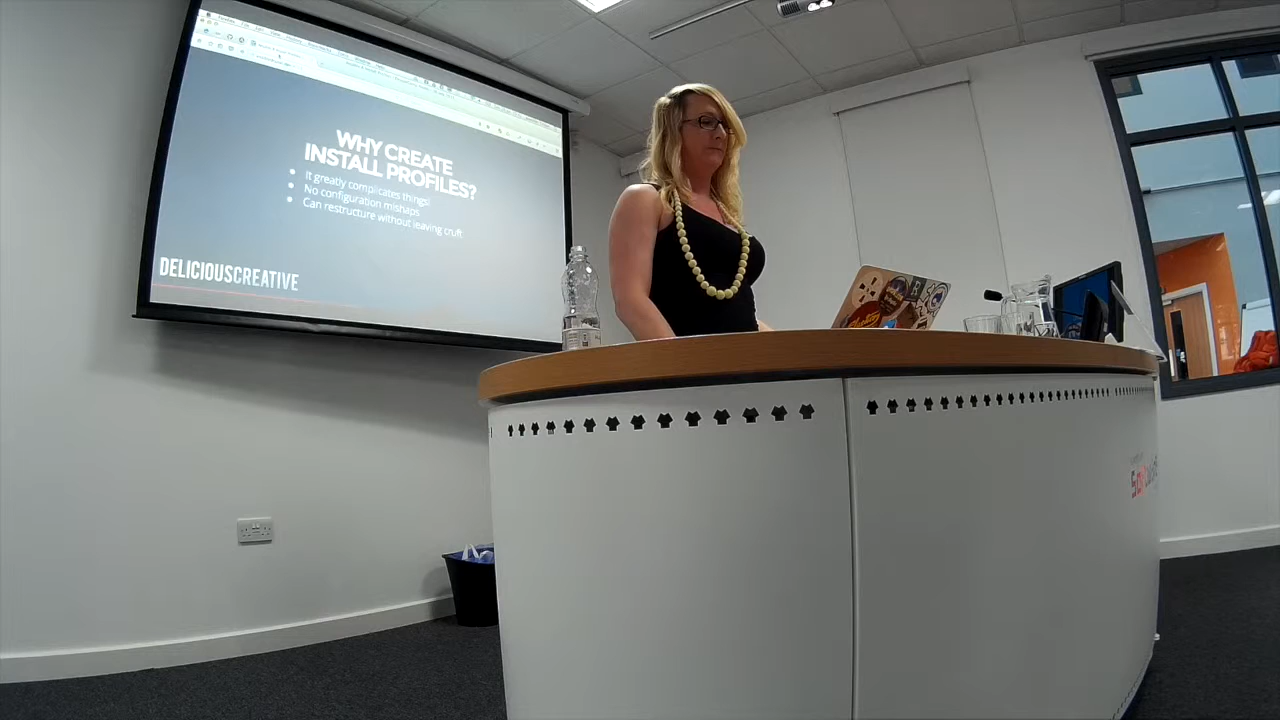 WHY CREATE
INSTALL PROFILES?
It greatly complicates things!
No configuration mishaps
Can restructure without leaving cruft
DELICIOUSCREATIVE